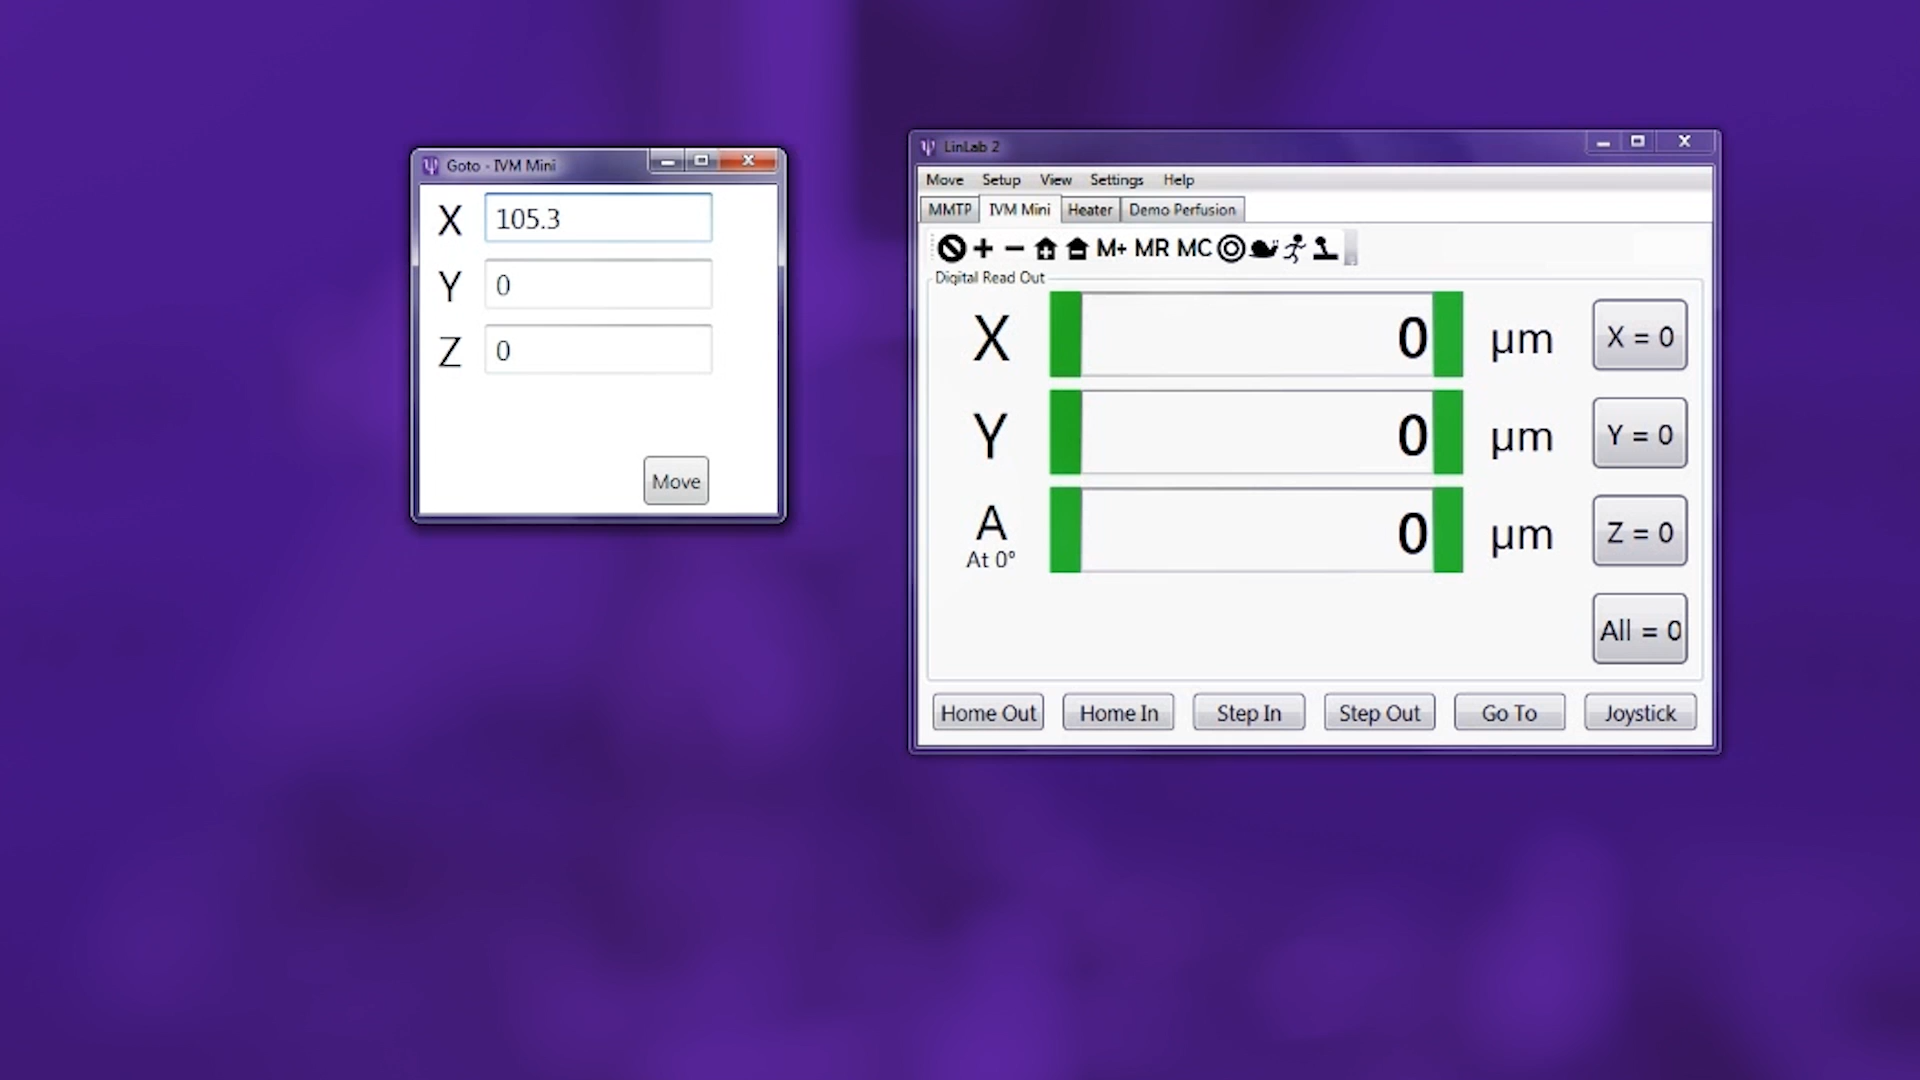 Goto - IVM Mini
X 105.3
Y 0
Z 0
Move
LinLab 2
Move Setup View Settings Help
MMTP IVM Mini Heater Demo Perfusion
M+ MR MC
Digital Read Out
X 0 µm X = 0
Y 0 µm Y = 0
A 0 µm Z = 0
At 0°
All = 0
Home Out Home In Step In Step Out Go To Joystick